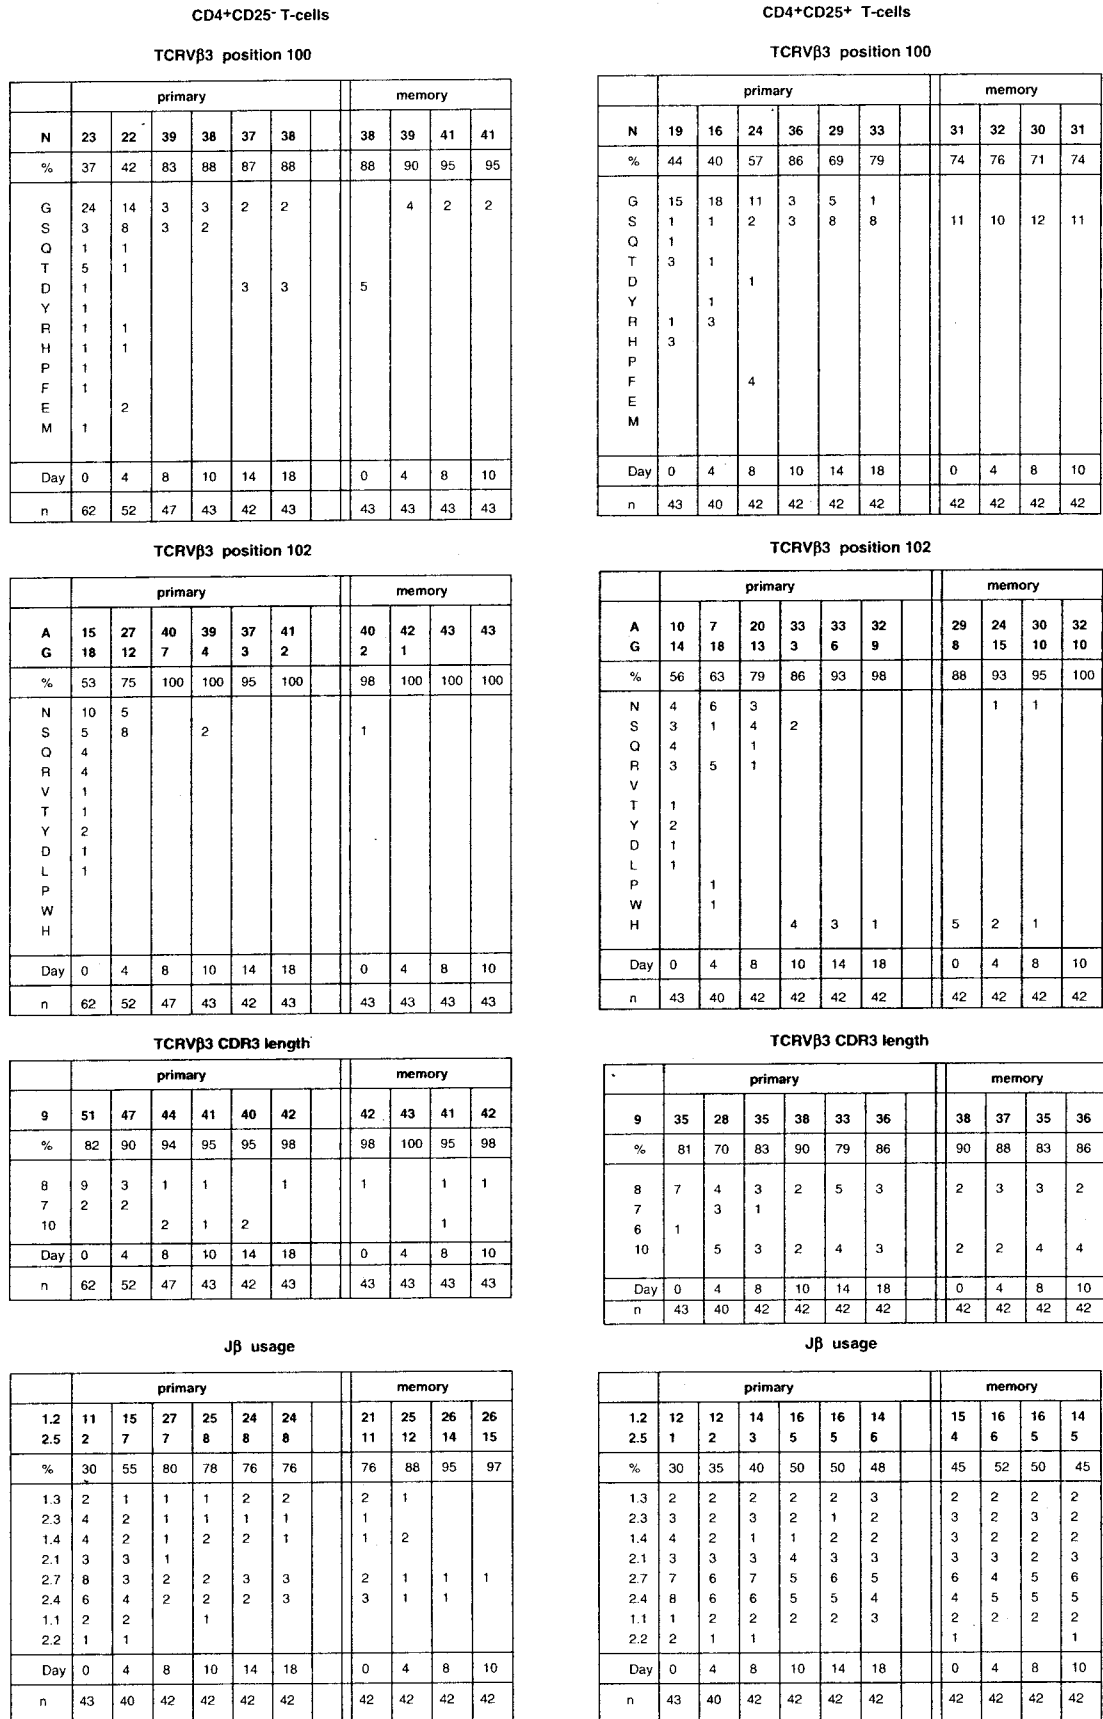 CD4+CD25- T-cells
TCRVβ3 position 100
primary memory
N 23 22 39 38 37 38 38 39 41 41
% 37 42 83 88 87 88 88 90 95 95
G 24 14 3 3 2 2 4 2 2
S 3 8 3 2
Q 1 1
T 5 1
D 1 3 3 5
Y 1
R 1 1
H 1 1
P 1
F 1
E 2
M 1
Day 0 4 8 10 14 18 0 4 8 10
n 62 52 47 43 42 43 43 43 43 43
TCRVβ3 position 102
primary memory
A 15 27 40 39 37 41 40 42 43 43
G 18 12 7 4 3 2 2 1
% 53 75 100 100 95 100 98 100 100 100
N 10 5
S 5 8 2 1
Q 4
R 4
V 1
T 1
Y 2
D 1
L 1
P
W
H
Day 0 4 8 10 14 18 0 4 8 10
n 62 52 47 43 42 43 43 43 43 43
TCRVβ3 CDR3 length
primary memory
9 51 47 44 41 40 42 42 43 41 42
% 82 90 94 95 95 98 98 100 95 98
8 9 3 1 1 1 1 1 1
7 2 2
10 2 1 2 1
Day 0 4 8 10 14 18 0 4 8 10
n 62 52 47 43 42 43 43 43 43 43
Jβ usage
primary memory
1.2 11 15 27 25 24 24 21 25 26 26
2.5 2 7 7 8 8 8 11 12 14 15
% 30 55 80 78 76 76 76 88 95 97
1.3 2 1 1 1 2 2 2 1
2.3 4 2 1 1 1 1 1
1.4 4 2 1 2 2 1 1 2
2.1 3 3 1
2.7 8 3 2 2 3 3 2 1 1 1
2.4 6 4 2 2 2 3 3 1 1
1.1 2 2 1
2.2 1 1
Day 0 4 8 10 14 18 0 4 8 10
n 43 40 42 42 42 42 42 42 42 42
CD4+CD25+ T-cells
TCRVβ3 position 100
primary memory
N 19 16 24 36 29 33 31 32 30 31
% 44 40 57 86 69 79 74 76 71 74
G 15 18 11 3 5 1
S 1 1 2 3 8 8 11 10 12 11
Q 1
T 3 1
D 1
Y 1
R 1 3
H 3
P
F 4
E
M
Day 0 4 8 10 14 18 0 4 8 10
n 43 40 42 42 42 42 42 42 42 42
TCRVβ3 position 102
primary memory
A 10 7 20 33 33 32 29 24 30 32
G 14 18 13 3 6 9 8 15 10 10
% 56 63 79 86 93 98 88 93 95 100
N 4 6 3 1 1
S 3 1 4 2
Q 4 1
R 3 5 1
V
T 1
Y 2
D 1
L 1
P 1
W 1
H 4 3 1 5 2 1
Day 0 4 8 10 14 18 0 4 8 10
n 43 40 42 42 42 42 42 42 42 42
TCRVβ3 CDR3 length
primary memory
9 35 28 35 38 33 36 38 37 35 36
% 81 70 83 90 79 86 90 88 83 86
8 7 4 3 2 5 3 2 3 3 2
7 3 1
6 1
10 5 3 2 4 3 2 2 4 4
Day 0 4 8 10 14 18 0 4 8 10
n 43 40 42 42 42 42 42 42 42 42
Jβ usage
primary memory
1.2 12 12 14 16 16 14 15 16 16 14
2.5 1 2 3 5 5 6 4 6 5 5
% 30 35 40 50 50 48 45 52 50 45
1.3 2 2 2 2 2 3 2 2 2 2
2.3 3 2 3 2 1 2 3 2 3 2
1.4 4 2 1 1 2 2 3 2 2 2
2.1 3 3 3 4 3 3 3 3 2 3
2.7 7 6 7 5 6 5 6 4 5 6
2.4 8 6 6 5 5 4 4 5 5 5
1.1 1 2 2 2 2 3 2 2 2 2
2.2 2 1 1 1 1
Day 0 4 8 10 14 18 0 4 8 10
n 43 40 42 42 42 42 42 42 42 42